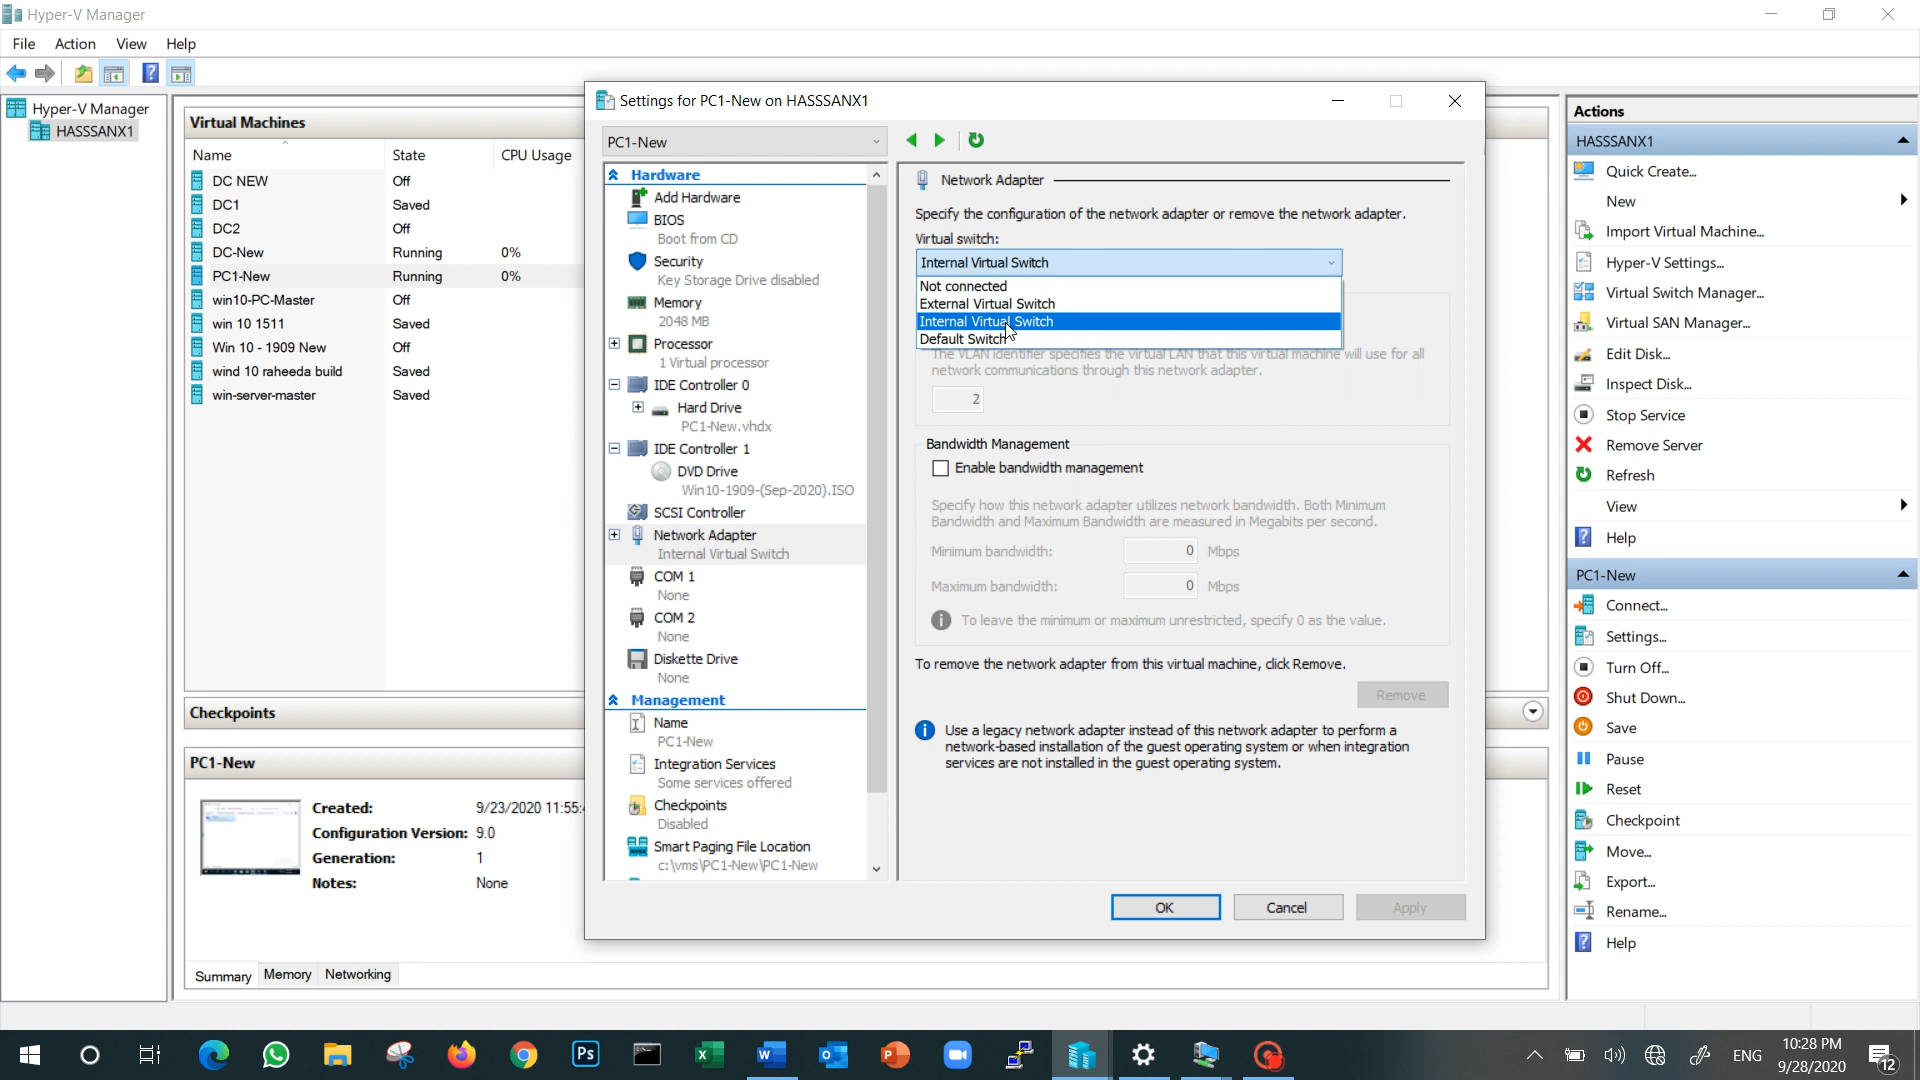 Hyper-V Manager
File Action View Help
Hyper-V Manager
HASSSANX1
Virtual Machines
Name State CPU Usage
DC NEW Off
DC1 Saved
DC2 Off
DC-New Running 0%
PC1-New Running 0%
win10-PC-Master Off
win 10 1511 Saved
Win 10 - 1909 New Off
wind 10 raheeda build Saved
win-server-master Saved
Checkpoints
PC1-New
Created: 9/23/2020 11:55:
Configuration Version: 9.0
Generation: 1
Notes: None
Summary Memory Networking
Settings for PC1-New on HASSSANX1
PC1-New
Hardware
Add Hardware
BIOS
Boot from CD
Security
Key Storage Drive disabled
Memory
2048 MB
Processor
1 Virtual processor
IDE Controller 0
Hard Drive
PC1-New.vhdx
IDE Controller 1
DVD Drive
Win10-1909-(Sep-2020).ISO
SCSI Controller
Network Adapter
Internal Virtual Switch
COM 1
None
COM 2
None
Diskette Drive
None
Management
Name
PC1-New
Integration Services
Some services offered
Checkpoints
Disabled
Smart Paging File Location
c:\vms\PC1-New\PC1-New
Network Adapter
Specify the configuration of the network adapter or remove the network adapter.
Virtual switch:
Internal Virtual Switch
Not connected
External Virtual Switch
Internal Virtual Switch
Default Switch
The VLAN identifier specifies the virtual LAN that this virtual machine will use for all
network communications through this network adapter.
2
Bandwidth Management
Enable bandwidth management
Specify how this network adapter utilizes network bandwidth. Both Minimum
Bandwidth and Maximum Bandwidth are measured in Megabits per second.
Minimum bandwidth: 0 Mbps
Maximum bandwidth: 0 Mbps
To leave the minimum or maximum unrestricted, specify 0 as the value.
To remove the network adapter from this virtual machine, click Remove.
Remove
Use a legacy network adapter instead of this network adapter to perform a
network-based installation of the guest operating system or when integration
services are not installed in the guest operating system.
OK Cancel Apply
Actions
HASSSANX1
Quick Create...
New
Import Virtual Machine...
Hyper-V Settings...
Virtual Switch Manager...
Virtual SAN Manager...
Edit Disk...
Inspect Disk...
Stop Service
Remove Server
Refresh
View
Help
PC1-New
Connect...
Settings...
Turn Off...
Shut Down...
Save
Pause
Reset
Checkpoint
Move...
Export...
Rename...
Help
Ps
ENG
10:28 PM
9/28/2020
12